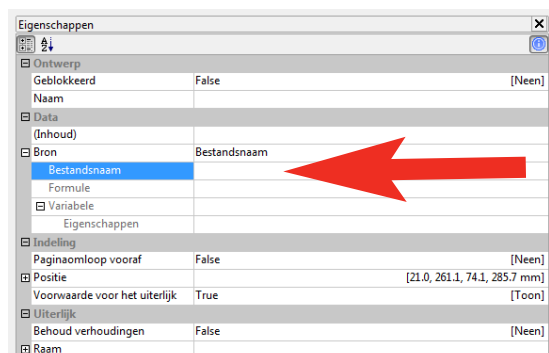 Eigenschappen
Ontwerp
Geblokkeerd False [Neen]
Naam
Data
(Inhoud)
Bron Bestandsnaam
Bestandsnaam
Formule
Variabele
Eigenschappen
Indeling
Paginaomloop vooraf False [Neen]
Positie [21.0, 261.1, 74.1, 285.7 mm]
Voorwaarde voor het uiterlijk True [Toon]
Uiterlijk
Behoud verhoudingen False [Neen]
Raam